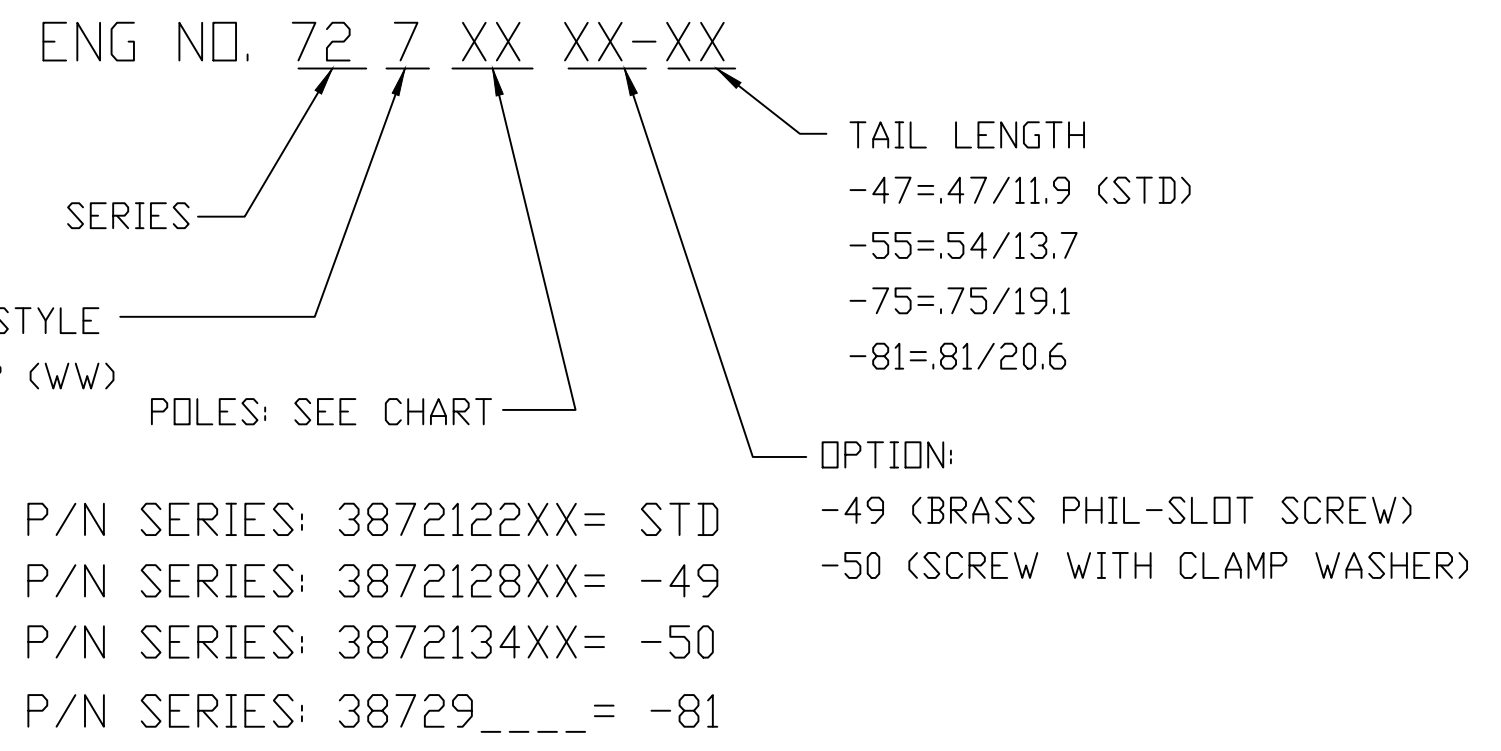 ENG NO. 72 7 XX XX-XX
TAIL LENGTH
-47=.47/11.9 (STD)
-55=.54/13.7
-75=.75/19.1
-81=.81/20.6
SERIES
STYLE
(WW)
POLES: SEE CHART
OPTION:
-49 (BRASS PHIL-SLOT SCREW)
-50 (SCREW WITH CLAMP WASHER)
P/N SERIES: 3872122XX= STD
P/N SERIES: 3872128XX= -49
P/N SERIES: 3872134XX= -50
P/N SERIES: 38729____= -81